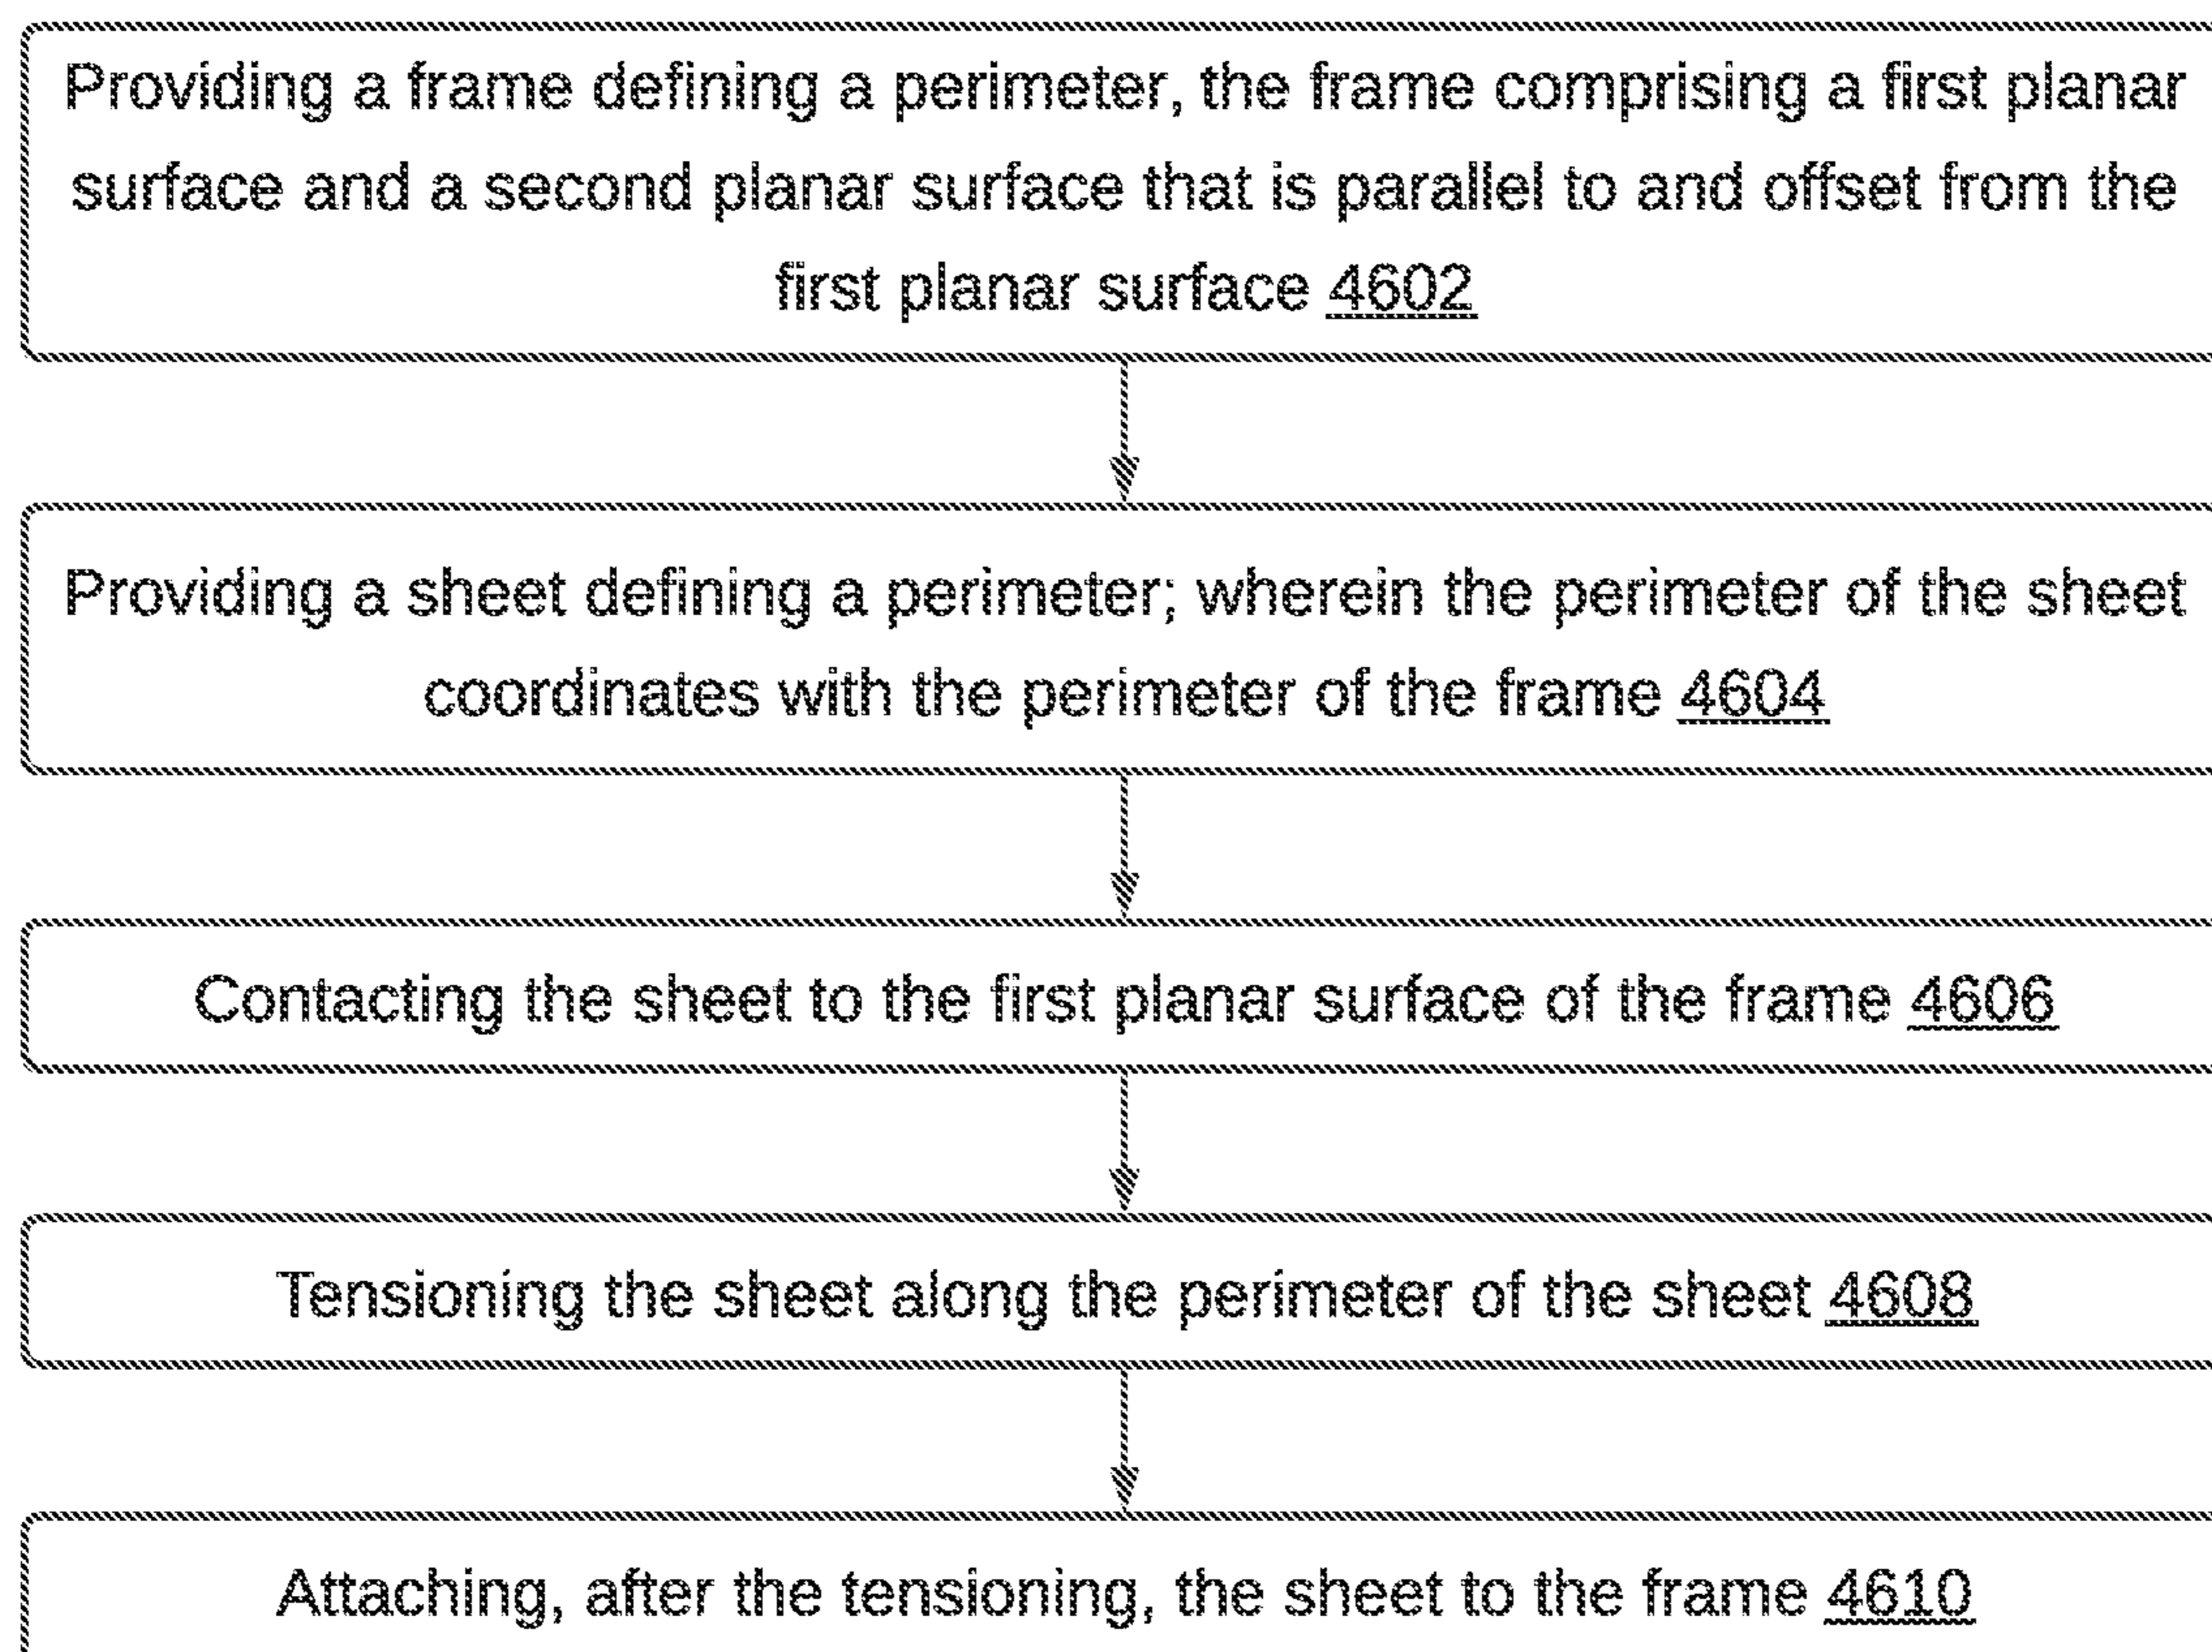 Providing a frame defining a perimeter, the frame comprising a first planar
surface and a second planar surface that is parallel to and offset from the
first planar surface 4602
Providing a sheet defining a perimeter; wherein the perimeter of the sheet
coordinates with the perimeter of the frame 4604
Contacting the sheet to the first planar surface of the frame 4606
Tensioning the sheet along the perimeter of the sheet 4608
Attaching, after the tensioning, the sheet to the frame 4610